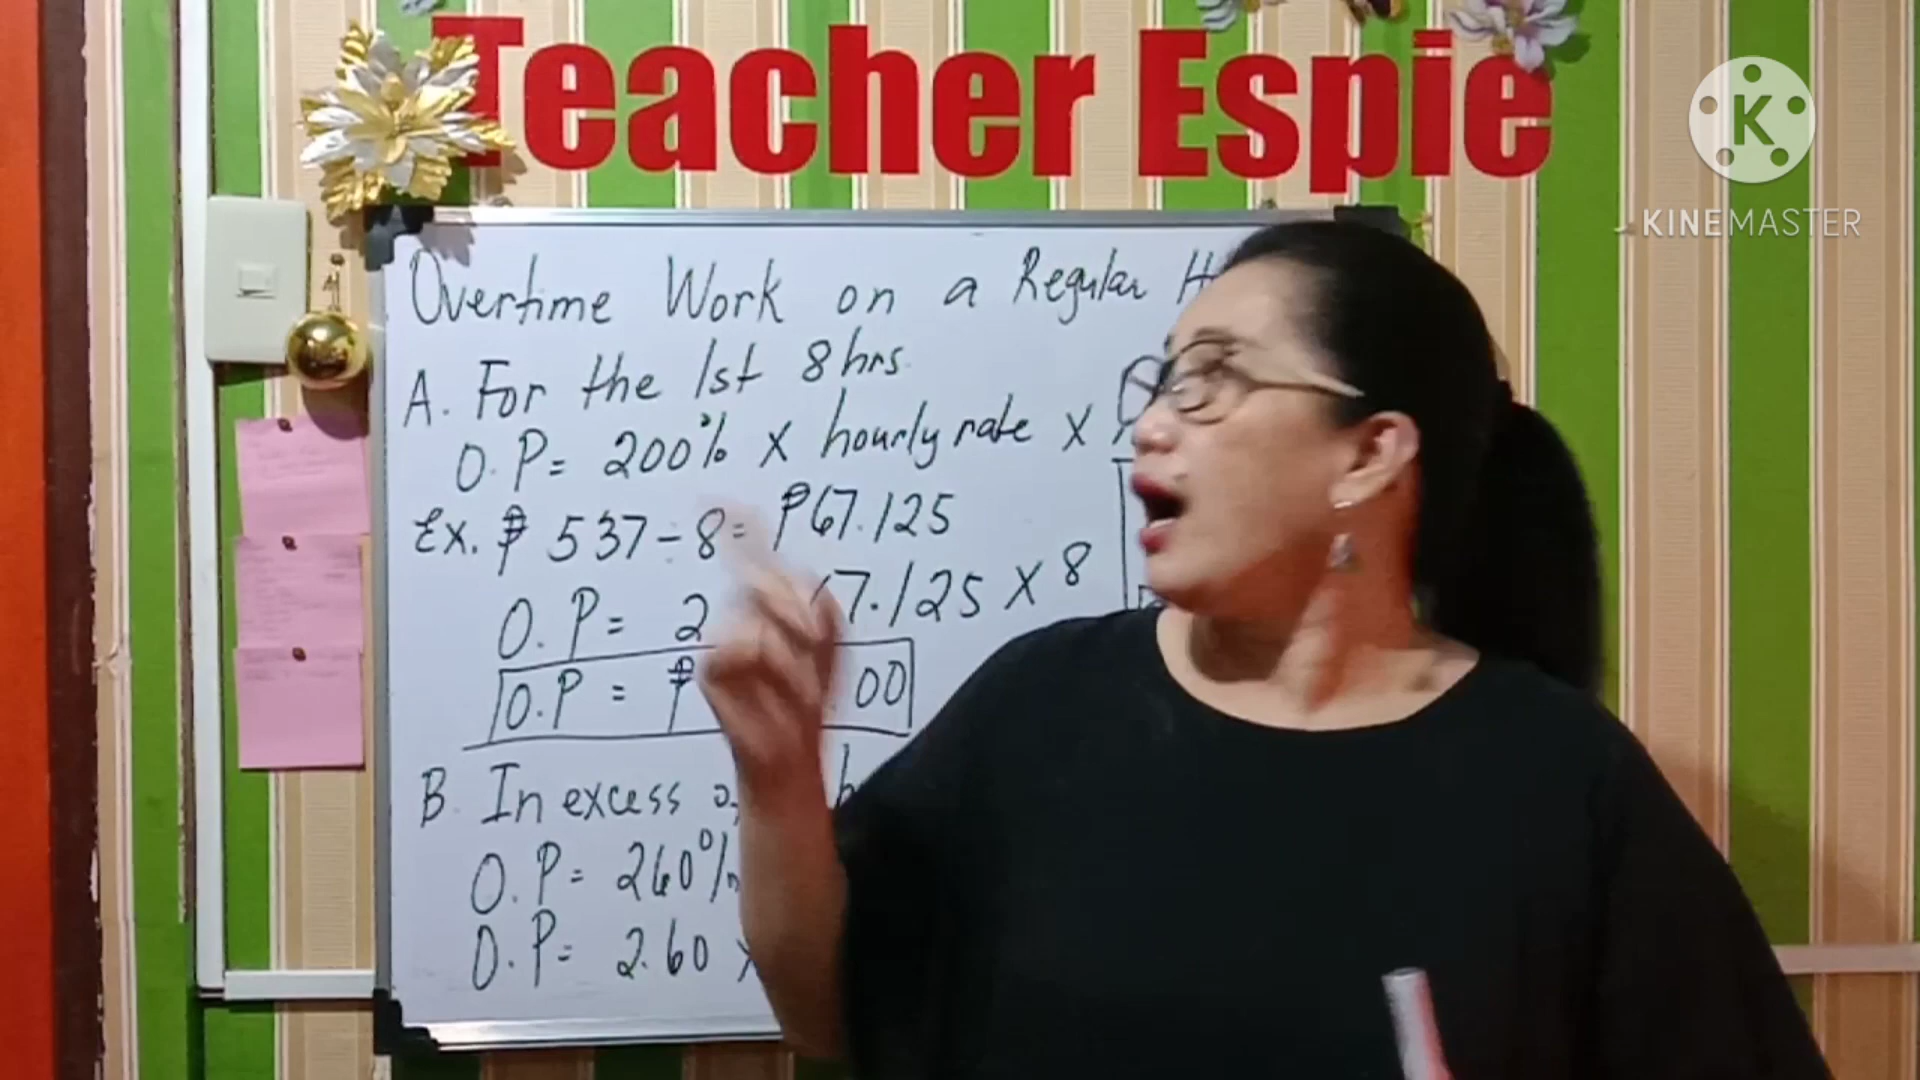 Teacher Espie
K
KINEMASTER
Overtime Work on a Regular H
A. For the 1st 8 hrs.
O.P = 200% x hourly rate x
Ex. ₱ 537 ÷ 8 = ₱67.125
O.P = 2 7.125 x 8
O.P = ₱ 00
B. In excess o
O.P = 260%
O.P = 2.60 x